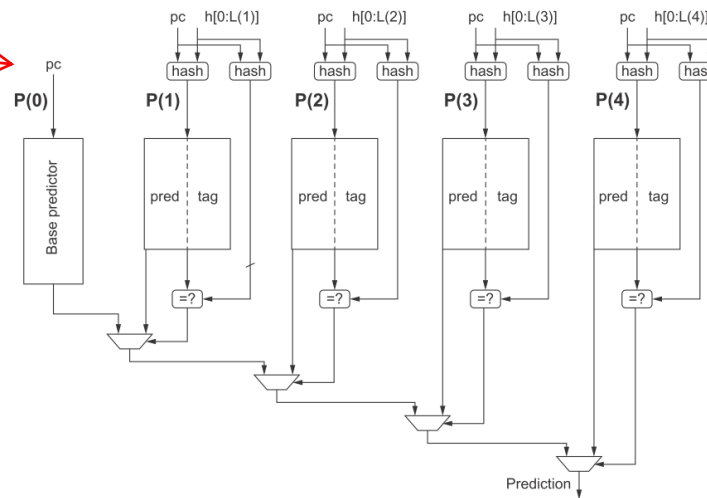 pc h[0:L(1)] pc h[0:L(2)] pc h[0:L(3)] pc h[0:L(4)]
pc hash hash hash hash hash hash hash has
P(0) P(1) P(2) P(3) P(4)
Base predictor
pred tag pred tag pred tag pred tag
=? =? =? =?
Prediction